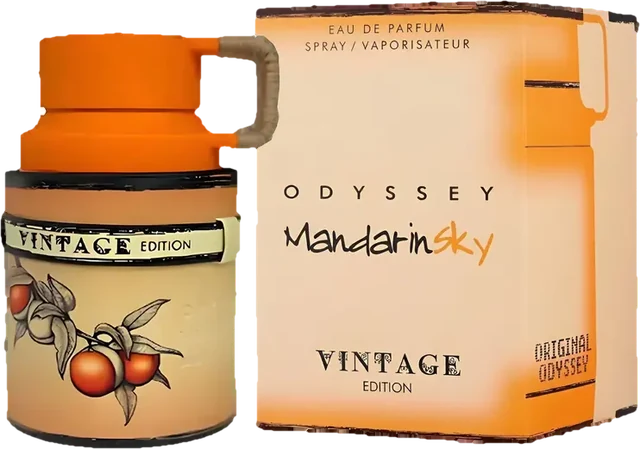 VINTAGE EDITION
EAU DE PARFUM
SPRAY / VAPORISATEUR
ODYSSEY
MandarinSky
VINTAGE
EDITION
ORIGINAL
ODYSSEY